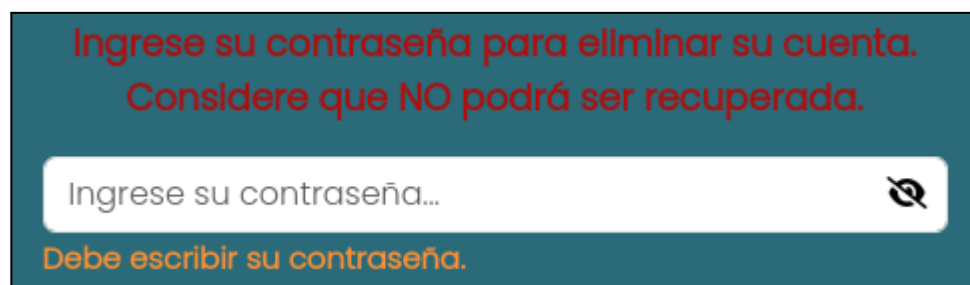 Ingrese su contraseña para eliminar su cuenta.
Considere que NO podrá ser recuperada.
Ingrese su contraseña...
Debe escribir su contraseña.